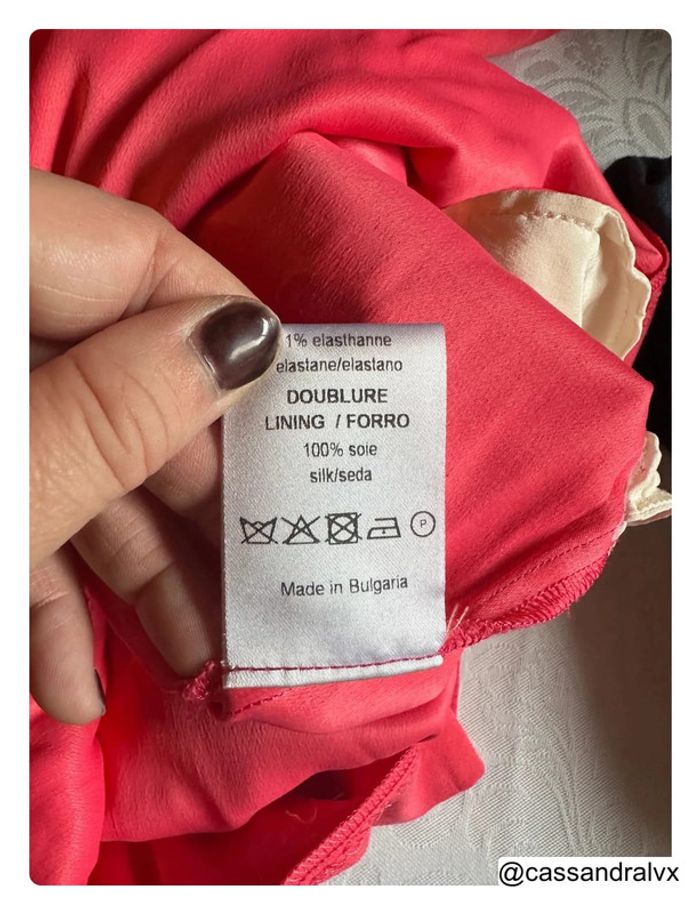 1% elasthanne
elastane/elastano
DOUBLURE
LINING / FORRO
100% soie
silk/seda
P
Made in Bulgaria
@cassandralvx